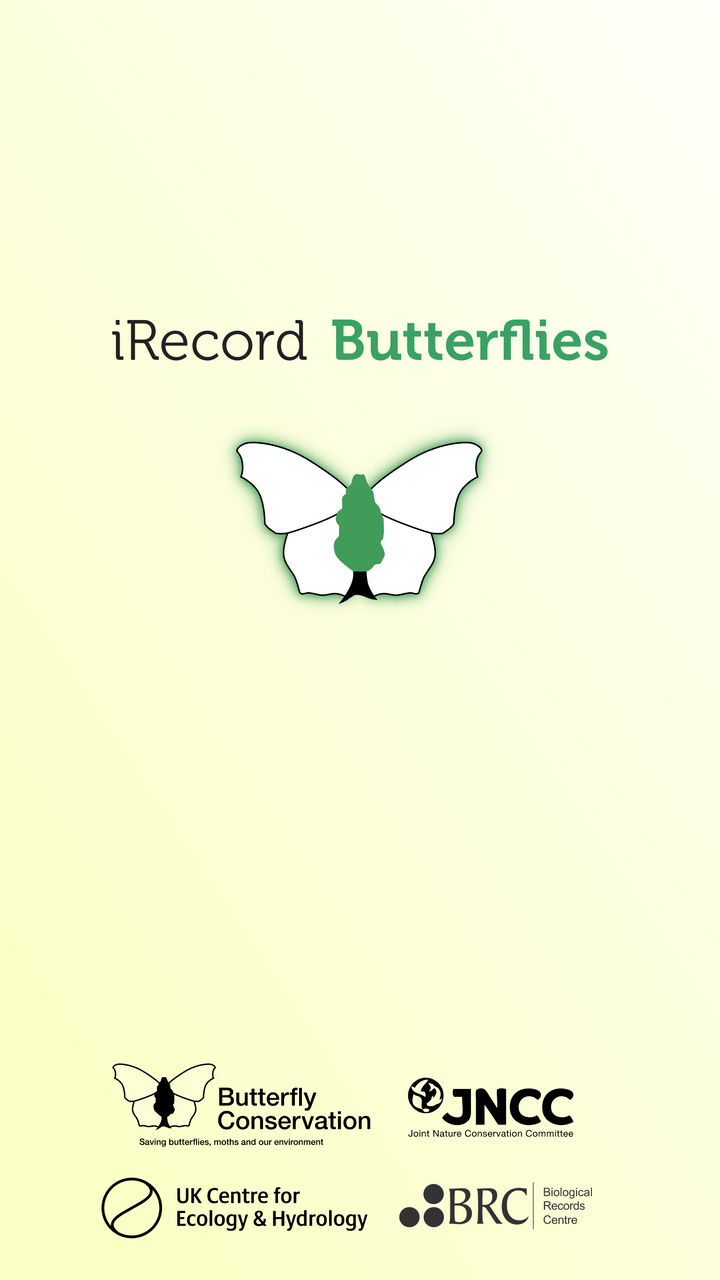 iRecord Butterflies
Butterfly
Conservation
Saving butterflies, moths and our environment
JNCC
Joint Nature Conservation Committee
UK Centre for
Ecology & Hydrology
BRC
Biological
Records
Centre